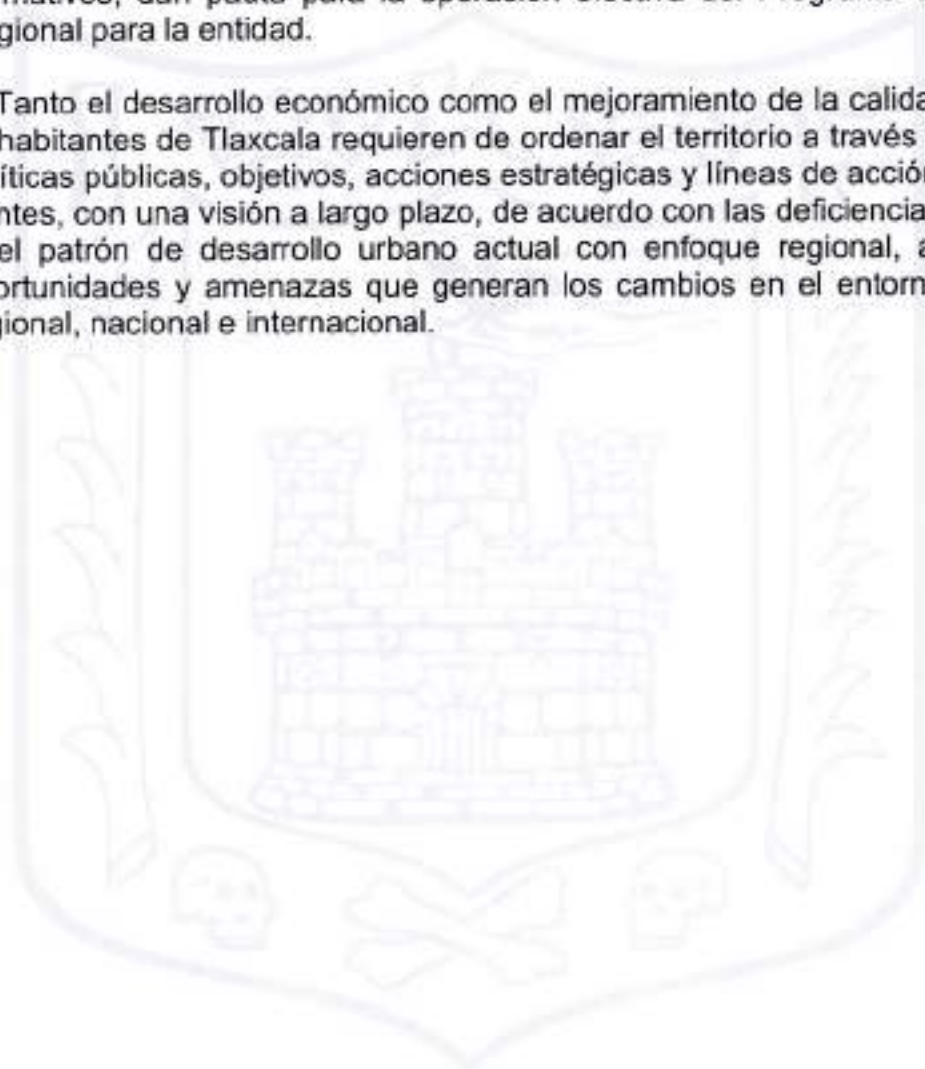 gional para la entidad.
Tanto el desarrollo económico como el mejoramiento de la calida
habitantes de Tlaxcala requieren de ordenar el territorio a través
íticas públicas, objetivos, acciones estratégicas y líneas de acción
ntes, con una visión a largo plazo, de acuerdo con las deficiencia
el patrón de desarrollo urbano actual con enfoque regional, a
ortunidades y amenazas que generan los cambios en el entorn
gional, nacional e internacional.